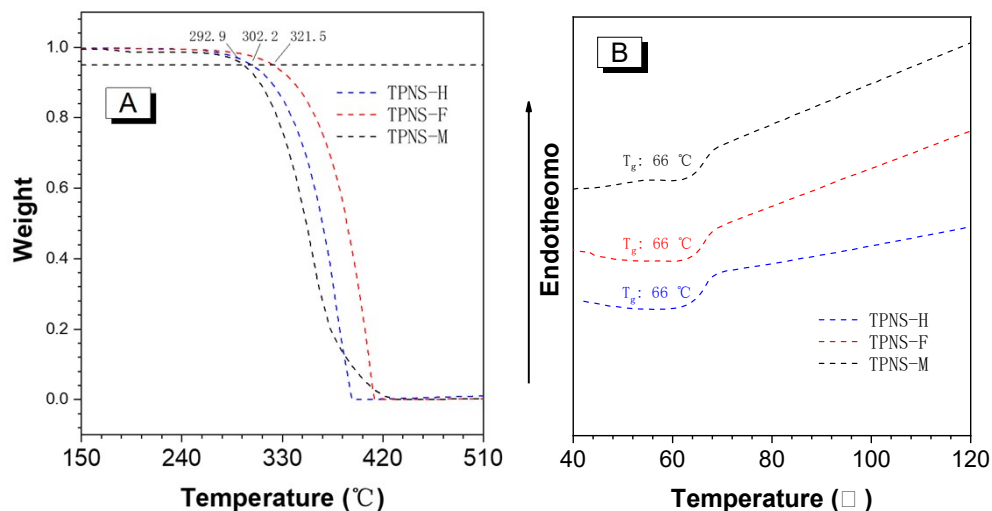 292.9 302.2 321.5
A
TPNS-H
TPNS-F
TPNS-M
Weight
1.0
0.8
0.6
0.4
0.2
0.0
150 240 330 420 510
Temperature (℃)
B
Endotheomo
Tg: 66 ℃
Tg: 66 ℃
Tg: 66 ℃
TPNS-H
TPNS-F
TPNS-M
40 60 80 100 120
Temperature (□)